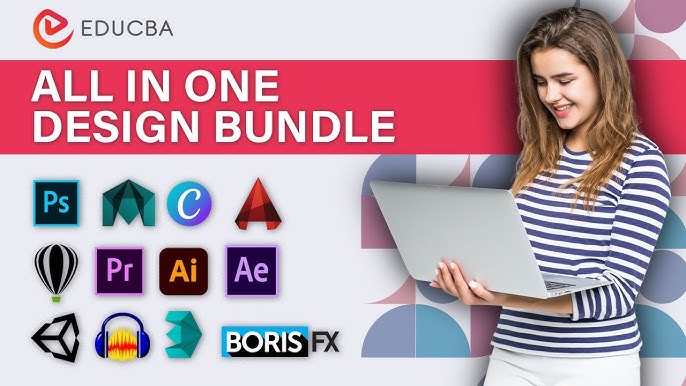 EDUCBA
ALL IN ONE
DESIGN BUNDLE
Ps
C
A
Pr
Ai
Ae
BORIS FX